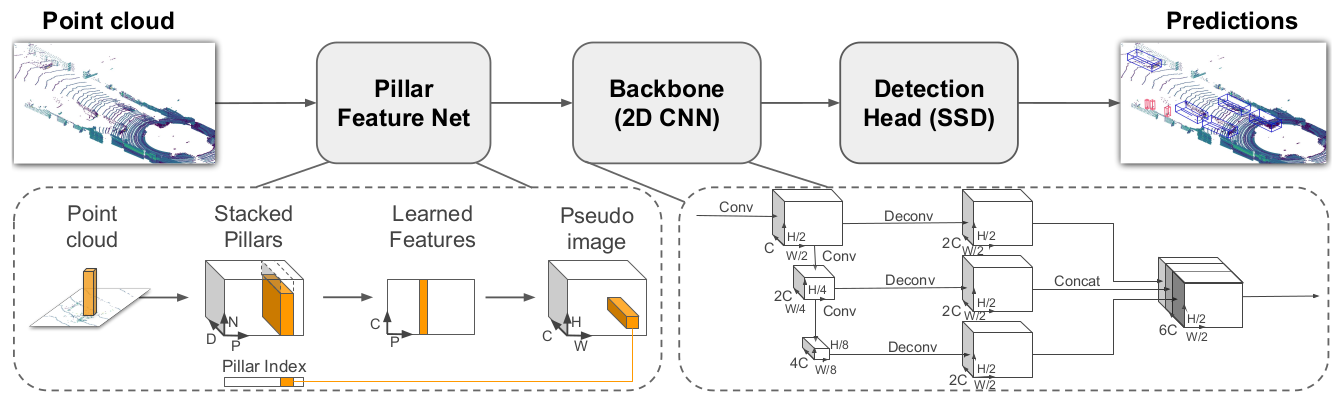 Point cloud
Predictions
Pillar
Feature Net
Backbone
(2D CNN)
Detection
Head (SSD)
Point
cloud
Stacked
Pillars
Learned
Features
Pseudo
image
N
D
P
C
P
H
C
W
Pillar Index
Conv
H/2
C
W/2
Deconv
H/2
2C
W/2
Conv
H/4
2C
W/4
Deconv
H/2
2C
W/2
Concat
Conv
H/8
4C
W/8
Deconv
H/2
2C
W/2
H/2
6C
W/2